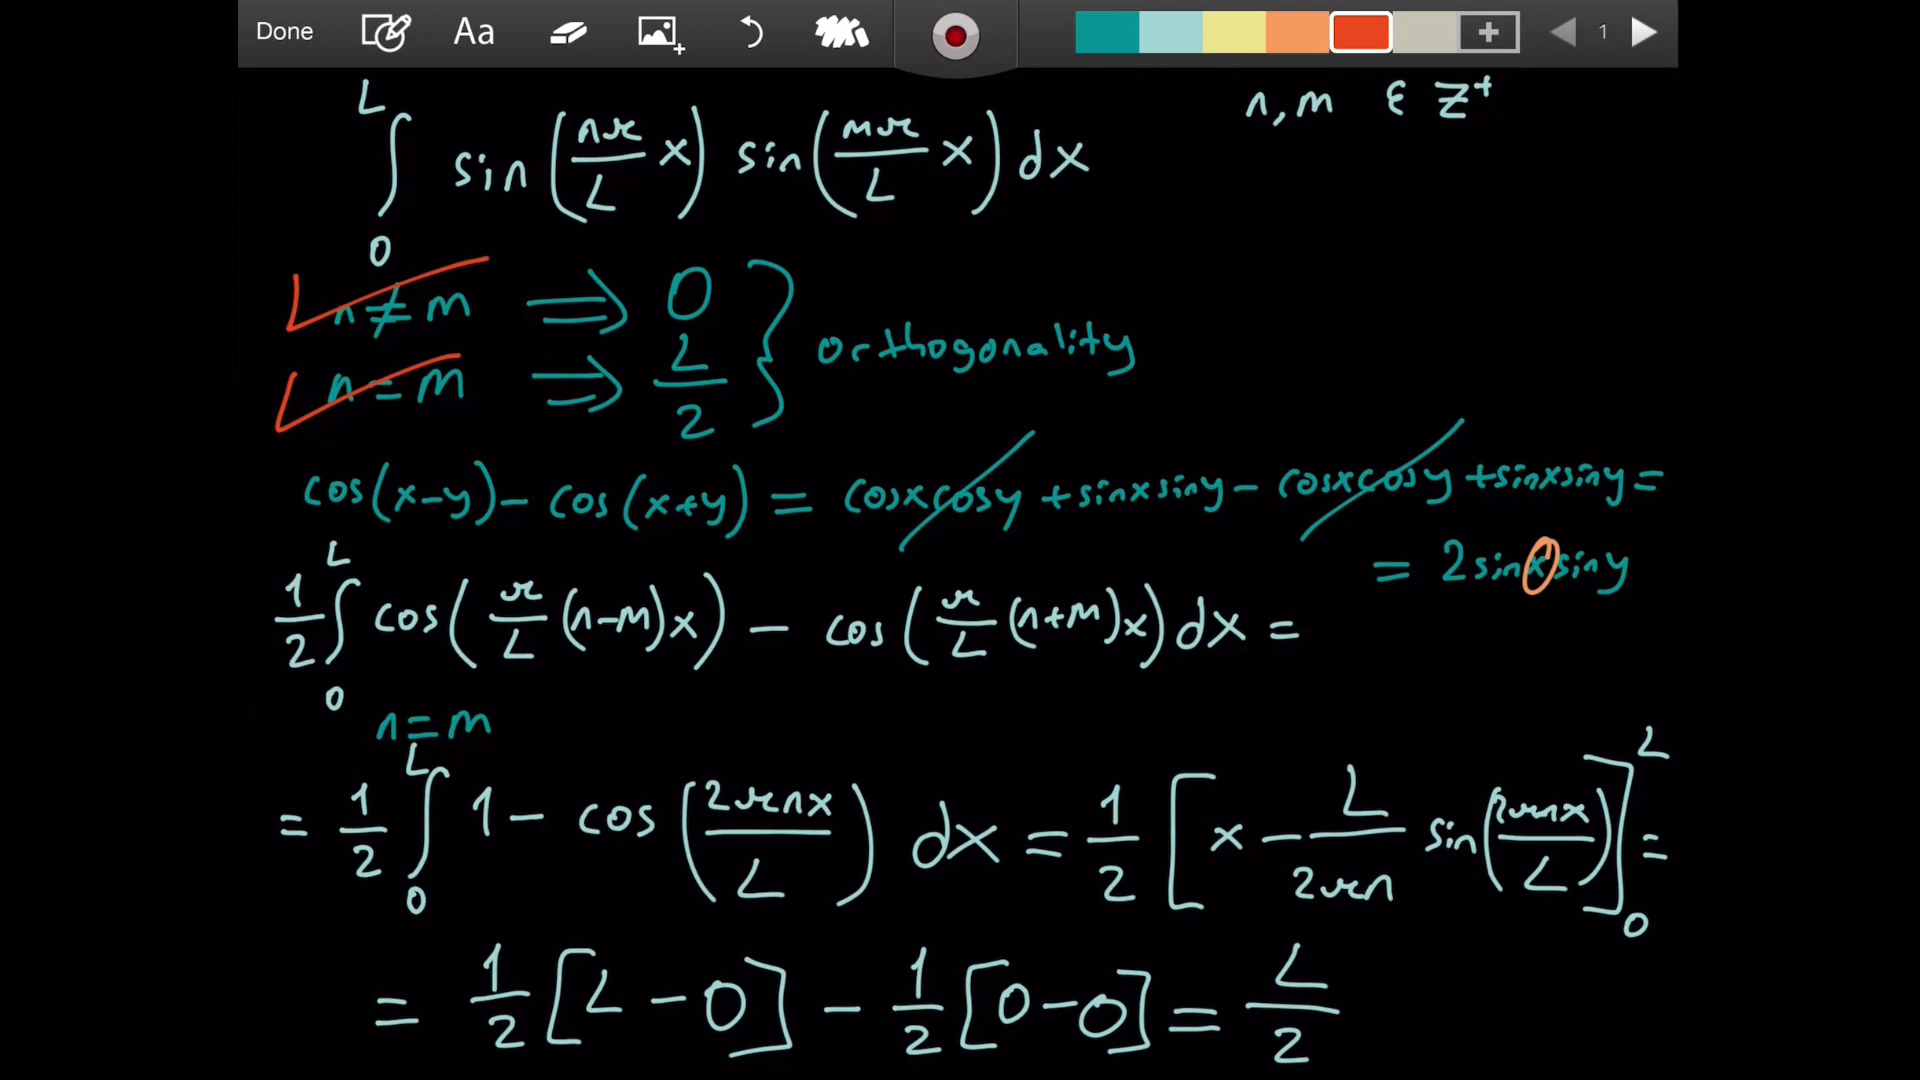 Done Aa 1
∫₀ᴸ sin(nπ/L x) sin(mπ/L x) dx n, m ∈ Z⁺
n ≠ m ⟹ 0
n = m ⟹ L/2 } orthogonality
cos(x-y) - cos(x+y) = cosxcosy + sinxsiny - cosxcosy + sinxsiny =
= 2sinxsiny
1/2 ∫₀ᴸ cos(π/L (n-m)x) - cos(π/L (n+m)x) dx =
n = m
= 1/2 ∫₀ᴸ 1 - cos(2πnx/L) dx = 1/2 [x - L/2πn sin(2πnx/L)]₀ᴸ =
= 1/2 [L - 0] - 1/2 [0 - 0] = L/2